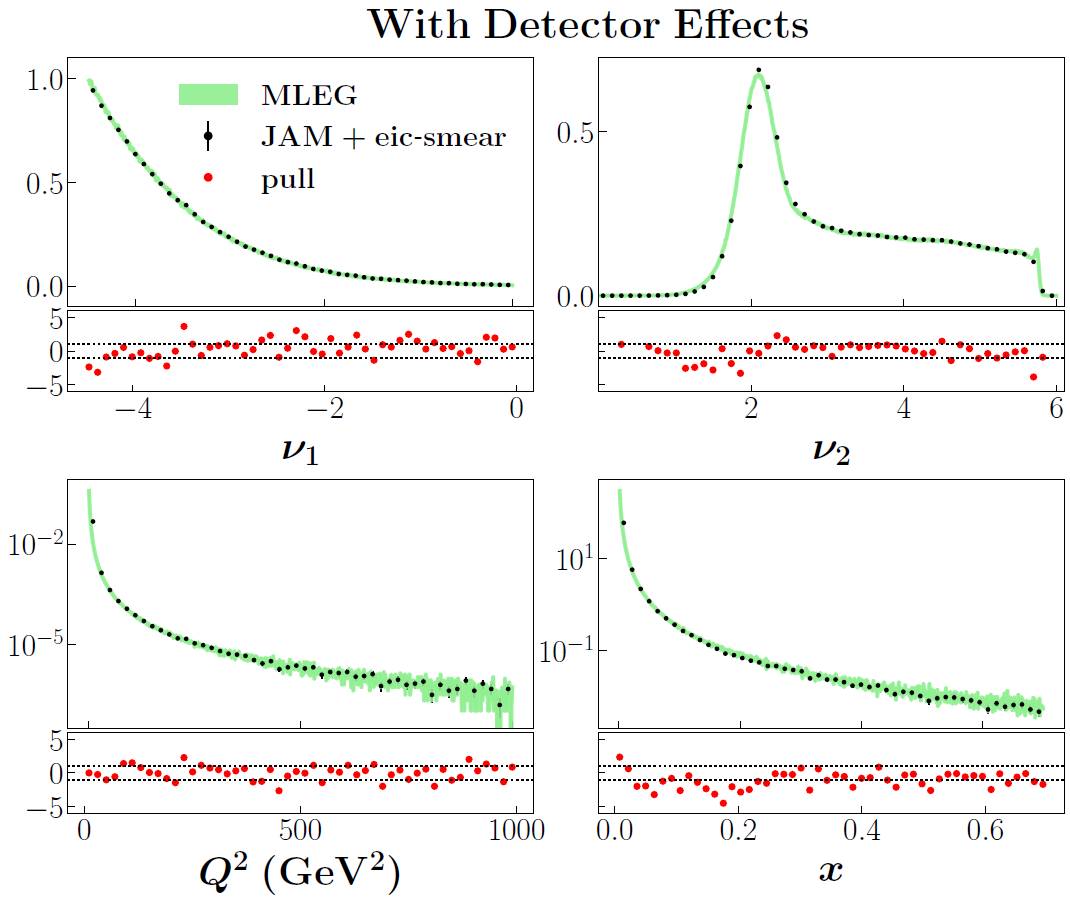 With Detector Effects
MLEG
JAM + eic-smear
pull
1.0
0.5
0.0
5
0
−5
−4 −2 0
ν₁
0.5
0.0
2 4 6
ν₂
10⁻²
10⁻⁵
5
0
−5
0 500 1000
Q² (GeV²)
10¹
10⁻¹
0.0 0.2 0.4 0.6
x